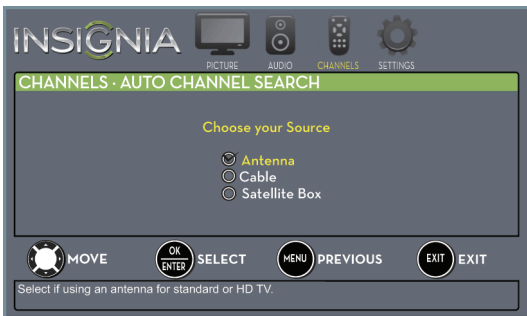 INSIGNIA
PICTURE AUDIO CHANNELS SETTINGS
CHANNELS · AUTO CHANNEL SEARCH
Choose your Source
Antenna
Cable
Satellite Box
MOVE OK ENTER SELECT MENU PREVIOUS EXIT EXIT
Select if using an antenna for standard or HD TV.